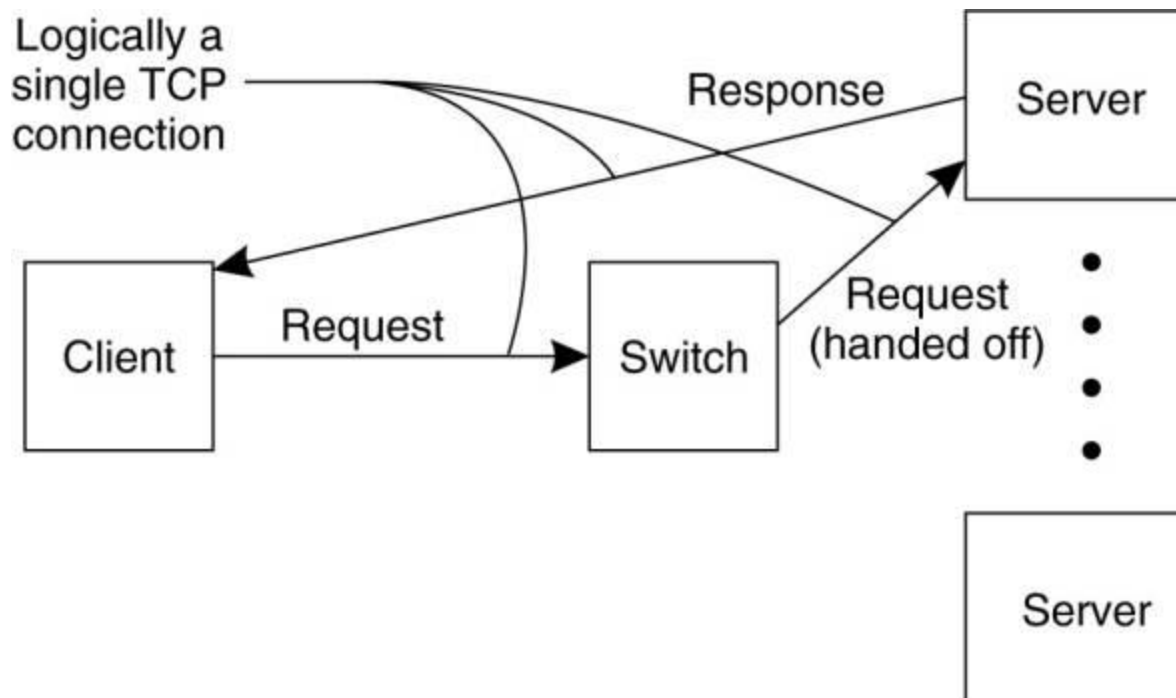 Logically a
single TCP
connection
Response
Server
Client
Request
Switch
Request
(handed off)
Server